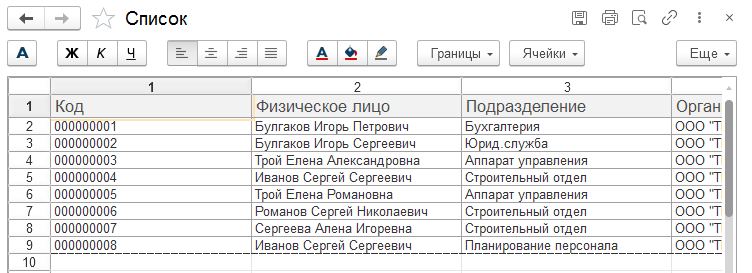 Список
А Ж К Ч А Границы Ячейки Еще
1 2 3
1 Код Физическое лицо Подразделение Орган
2 000000001 Булгаков Игорь Петрович Бухгалтерия ООО "Т
3 000000002 Булгаков Игорь Сергеевич Юрид.служба ООО "Т
4 000000003 Трой Елена Александровна Аппарат управления ООО "Т
5 000000004 Иванов Сергей Сергеевич Строительный отдел ООО "Т
6 000000005 Трой Елена Романовна Аппарат управления ООО "Т
7 000000006 Романов Сергей Николаевич Строительный отдел ООО "Т
8 000000007 Сергеева Алена Игоревна Строительный отдел ООО "Т
9 000000008 Иванов Сергей Сергеевич Планирование персонала ООО "Т
10